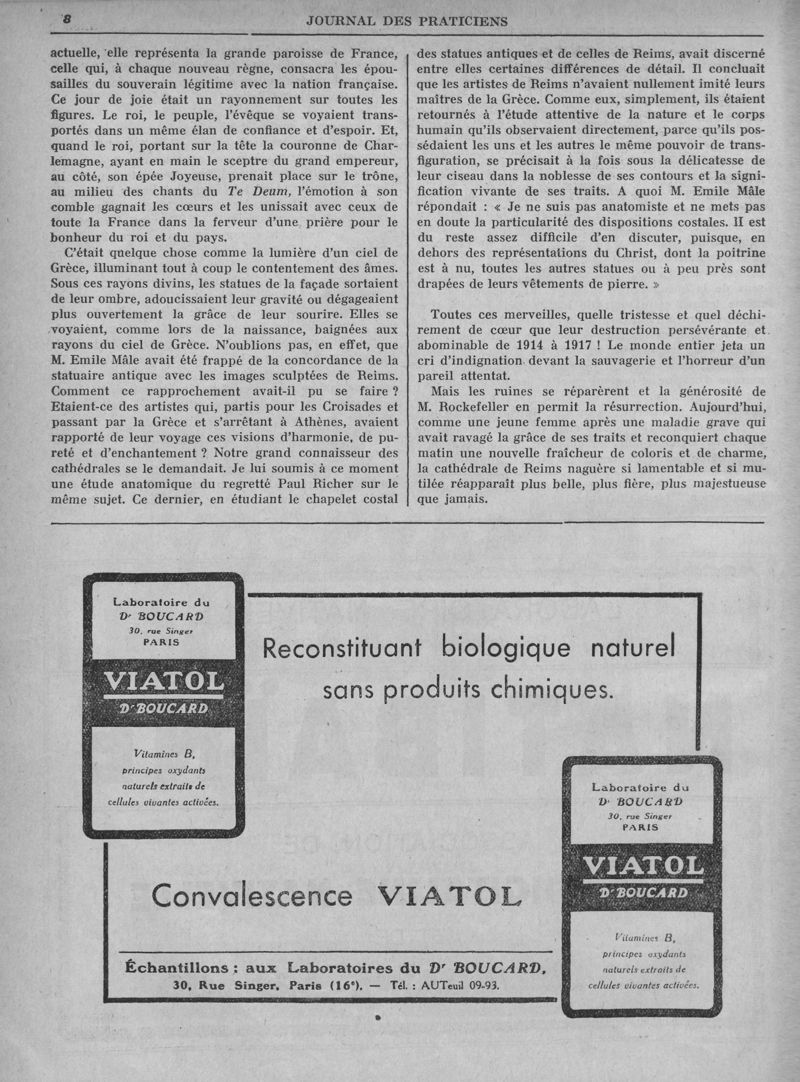 8
JOURNAL DES PRATICIENS
actuelle, elle représenta la grande paroisse de France,
celle qui, à chaque nouveau règne, consacra les épou-
sailles du souverain légitime avec la nation française.
Ce jour de joie était un rayonnement sur toutes les
figures. Le roi, le peuple, l'évêque se voyaient trans-
portés dans un même élan de confiance et d'espoir. Et,
quand le roi, portant sur la tête la couronne de Char-
lemagne, ayant en main le sceptre du grand empereur,
au côté, son épée Joyeuse, prenait place sur le trône,
au milieu des chants du Te Deum, l'émotion à son
comble gagnait les cœurs et les unissait avec ceux de
toute la France dans la ferveur d'une prière pour le
bonheur du roi et du pays.
C'était quelque chose comme la lumière d'un ciel de
Grèce, illuminant tout à coup le contentement des âmes.
Sous ces rayons divins, les statues de la façade sortaient
de leur ombre, adoucissaient leur gravité ou dégageaient
plus ouvertement la grâce de leur sourire. Elles se
voyaient, comme lors de la naissance, baignées aux
rayons du ciel de Grèce. N'oublions pas, en effet, que
M. Emile Mâle avait été frappé de la concordance de la
statuaire antique avec les images sculptées de Reims.
Comment ce rapprochement avait-il pu se faire ?
Etaient-ce des artistes qui, partis pour les Croisades et
passant par la Grèce et s'arrêtant à Athènes, avaient
rapporté de leur voyage ces visions d'harmonie, de pu-
reté et d'enchantement ? Notre grand connaisseur des
cathédrales se le demandait. Je lui soumis à ce moment
une étude anatomique du regretté Paul Richer sur le
même sujet. Ce dernier, en étudiant le chapelet costal
des statues antiques et de celles de Reims, avait discerné
entre elles certaines différences de détail. Il concluait
que les artistes de Reims n'avaient nullement imité leurs
maîtres de la Grèce. Comme eux, simplement, ils étaient
retournés à l'étude attentive de la nature et le corps
humain qu'ils observaient directement, parce qu'ils pos-
sédaient les uns et les autres le même pouvoir de trans-
figuration, se précisait à la fois sous la délicatesse de
leur ciseau dans la noblesse de ses contours et la signi-
fication vivante de ses traits. A quoi M. Emile Mâle
répondait : « Je ne suis pas anatomiste et ne mets pas
en doute la particularité des dispositions costales. Il est
du reste assez difficile d'en discuter, puisque, en
dehors des représentations du Christ, dont la poitrine
est à nu, toutes les autres statues ou à peu près sont
drapées de leurs vêtements de pierre. »
Toutes ces merveilles, quelle tristesse et quel déchi-
rement de cœur que leur destruction persévérante et
abominable de 1914 à 1917 ! Le monde entier jeta un
cri d'indignation devant la sauvagerie et l'horreur d'un
pareil attentat.
Mais les ruines se réparèrent et la générosité de
M. Rockefeller en permit la résurrection. Aujourd'hui,
comme une jeune femme après une maladie grave qui
avait ravagé la grâce de ses traits et reconquiert chaque
matin une nouvelle fraîcheur de coloris et de charme,
la cathédrale de Reims naguère si lamentable et si mu-
tilée réapparaît plus belle, plus fière, plus majestueuse
que jamais.
Laboratoire du
Dr BOUCARD
30, rue Singer
PARIS
VIATOL
Dr BOUCARD
Vitamines B,
principes oxydants
naturels extraits de
cellules vivantes activées.
Reconstituant biologique naturel
sans produits chimiques.
Laboratoire du
Dr BOUCARD
30, rue Singer
PARIS
VIATOL
Dr BOUCARD
Vitamines B,
principes oxydants
naturels extraits de
cellules vivantes activées.
Convalescence VIATOL
Échantillons : aux Laboratoires du Dr BOUCARD,
30, Rue Singer, Paris (16e). — Tél. : AUTeuil 09-93.